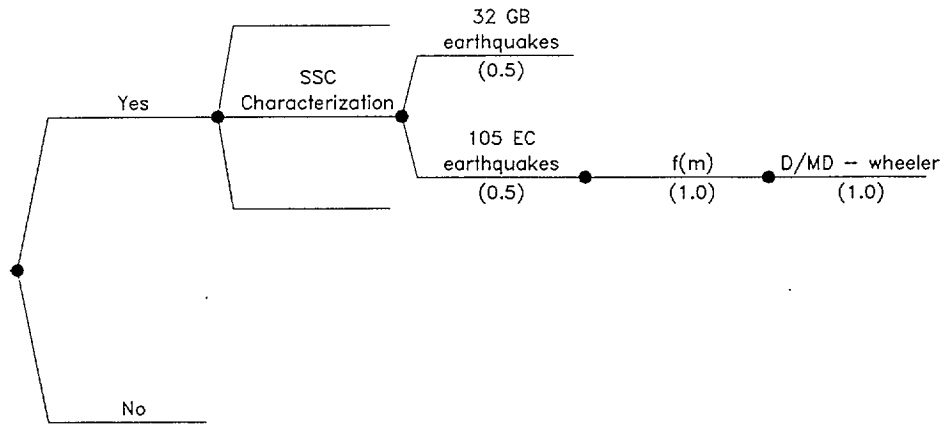 32 GB
earthquakes
(0.5)
SSC
Characterization
Yes
105 EC
earthquakes
(0.5)
f(m)
(1.0)
D/MD - wheeler
(1.0)
No